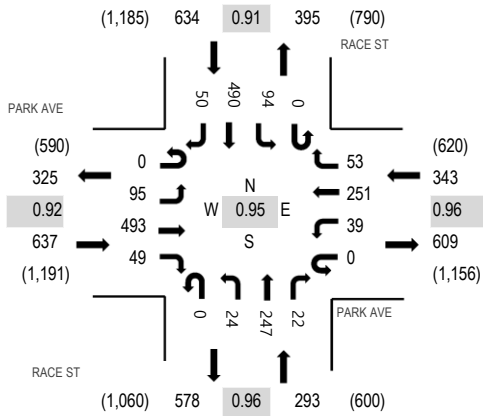 (1,185) 634 0.91 395 (790)
RACE ST
PARK AVE
50 490 94 0
(590)
325
0.92
637
(1,191)
0
95
493
49
N
W 0.95 E
S
53
251
39
0
(620)
343
0.96
609
(1,156)
0 24 247 22
PARK AVE
RACE ST
(1,060) 578 0.96 293 (600)